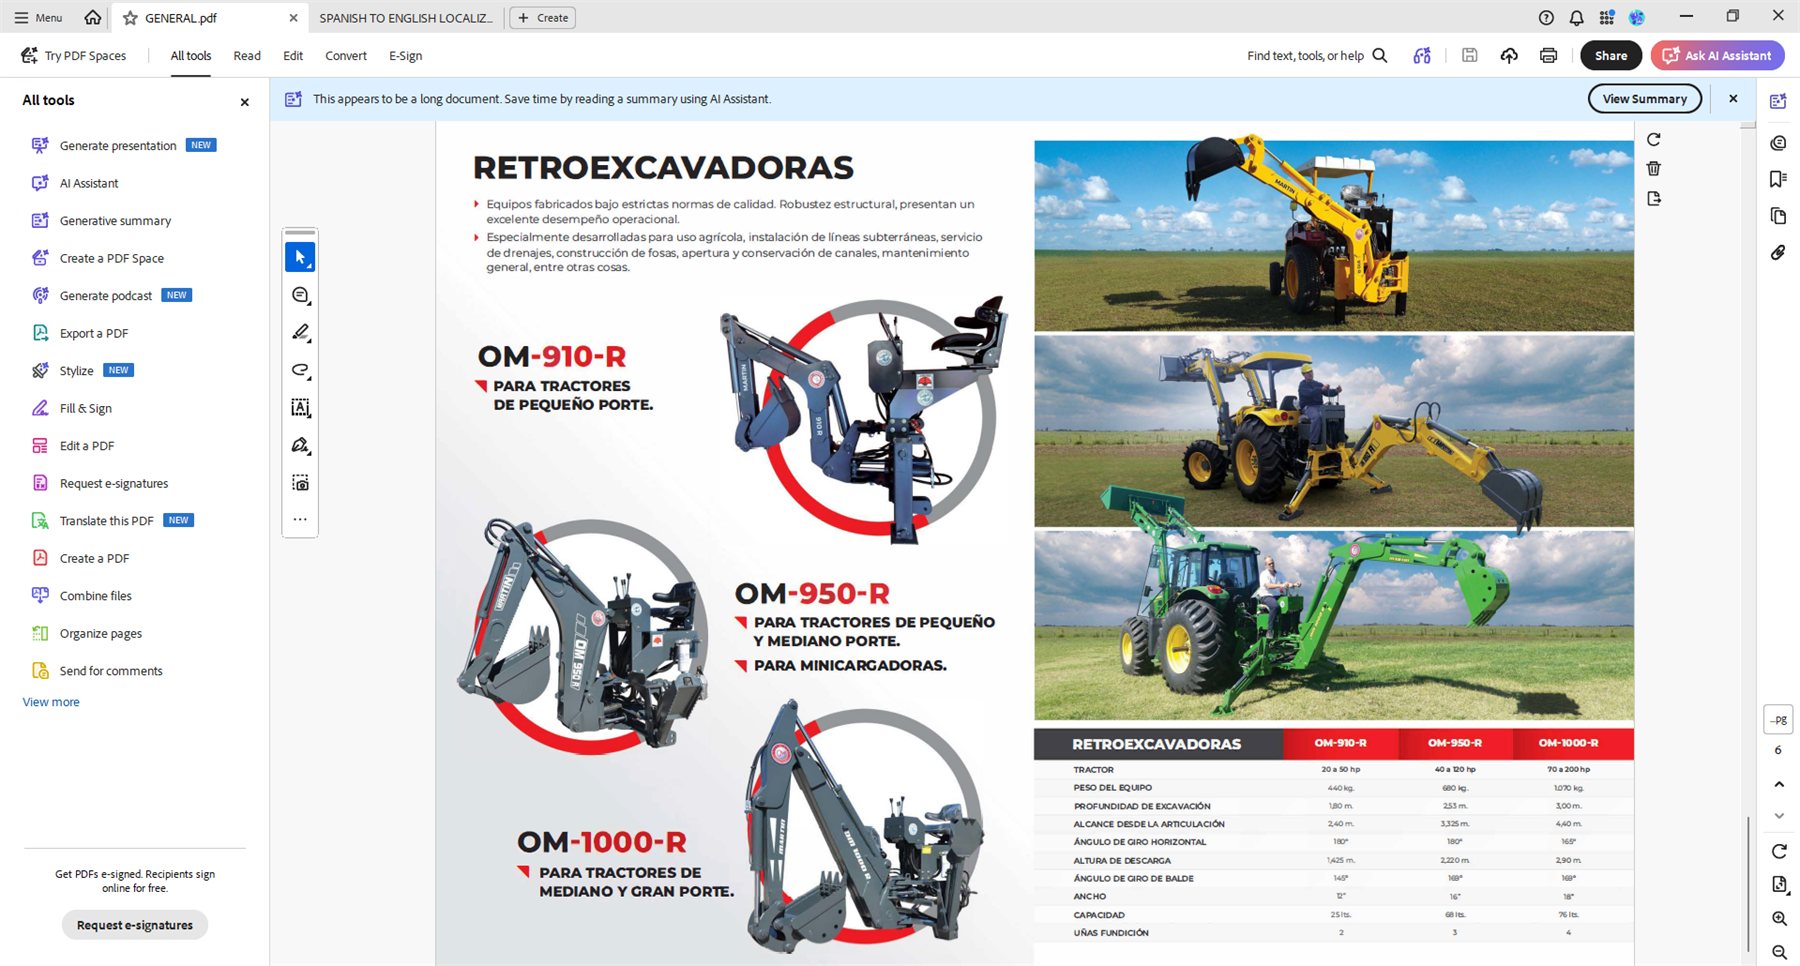 Menu
GENERAL.pdf
SPANISH TO ENGLISH LOCALIZ...
Create
Try PDF Spaces
All tools
Read
Edit
Convert
E-Sign
Find text, tools, or help
Share
Ask AI Assistant
All tools
This appears to be a long document. Save time by reading a summary using AI Assistant.
View Summary
Generate presentation NEW
AI Assistant
Generative summary
Create a PDF Space
Generate podcast NEW
Export a PDF
Stylize NEW
Fill & Sign
Edit a PDF
Request e-signatures
Translate this PDF NEW
Create a PDF
Combine files
Organize pages
Send for comments
View more
Get PDFs e-signed. Recipients sign
online for free.
Request e-signatures
RETROEXCAVADORAS
Equipos fabricados bajo estrictas normas de calidad. Robustez estructural, presentan un
excelente desempeño operacional.
Especialmente desarrolladas para uso agrícola, instalación de líneas subterráneas, servicio
de drenajes, construcción de fosas, apertura y conservación de canales, mantenimiento
general, entre otras cosas.
OM-910-R
PARA TRACTORES
DE PEQUEÑO PORTE.
MARTIN
910 R
OM-950-R
PARA TRACTORES DE PEQUEÑO
Y MEDIANO PORTE.
PARA MINICARGADORAS.
MARTIN
OM 950 R
OM-1000-R
PARA TRACTORES DE
MEDIANO Y GRAN PORTE.
MARTIN
OM 1000 R
MARTIN
RETROEXCAVADORAS OM-910-R OM-950-R OM-1000-R
TRACTOR 20 a 50 hp 40 a 120 hp 70 a 200 hp
PESO DEL EQUIPO 440 kg. 680 kg. 1.070 kg.
PROFUNDIDAD DE EXCAVACIÓN 1,80 m. 2,53 m. 3,00 m.
ALCANCE DESDE LA ARTICULACIÓN 2,40 m. 3,325 m. 4,40 m.
ÁNGULO DE GIRO HORIZONTAL 180° 180° 165°
ALTURA DE DESCARGA 1,425 m. 2,220 m. 2,90 m.
ÁNGULO DE GIRO DE BALDE 145° 169° 169°
ANCHO 12" 16" 18"
CAPACIDAD 25 lts. 68 lts. 76 lts.
UÑAS FUNDICIÓN 2 3 4
_pg
6